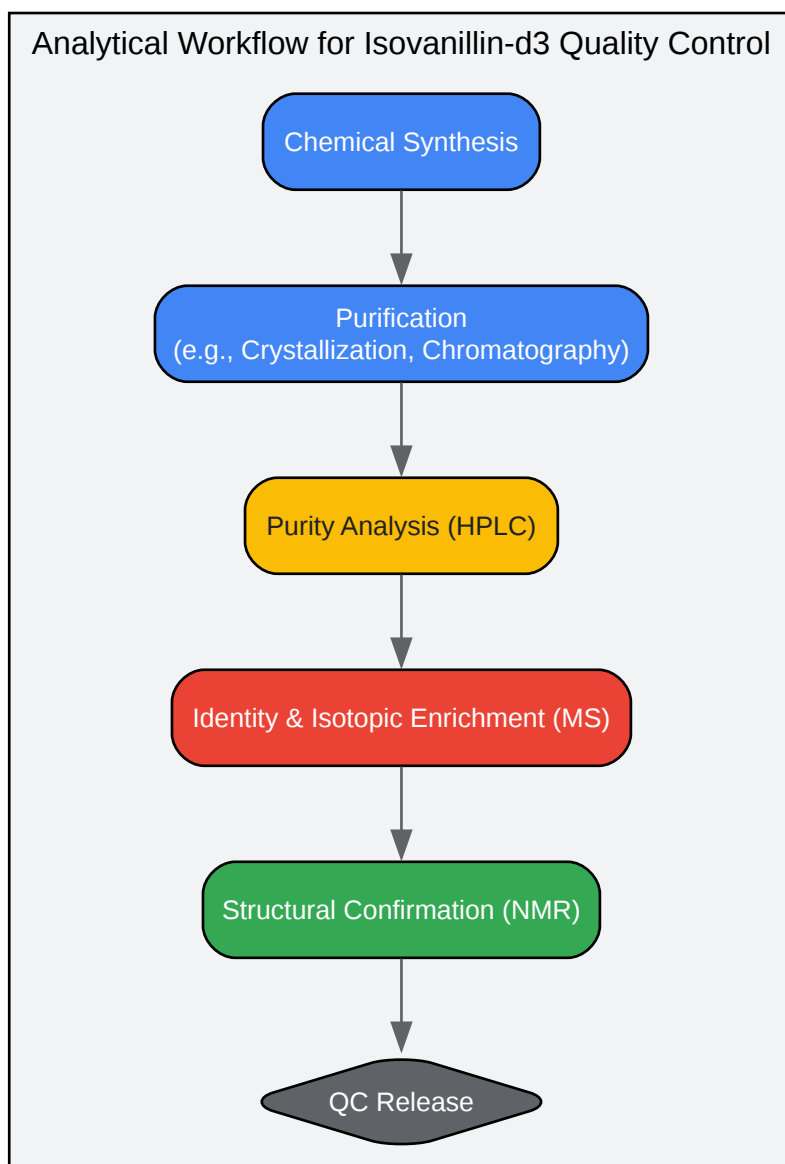 Analytical Workflow for Isovanillin-d3 Quality Control
Chemical Synthesis
Purification
(e.g., Crystallization, Chromatography)
Purity Analysis (HPLC)
Identity & Isotopic Enrichment (MS)
Structural Confirmation (NMR)
QC Release